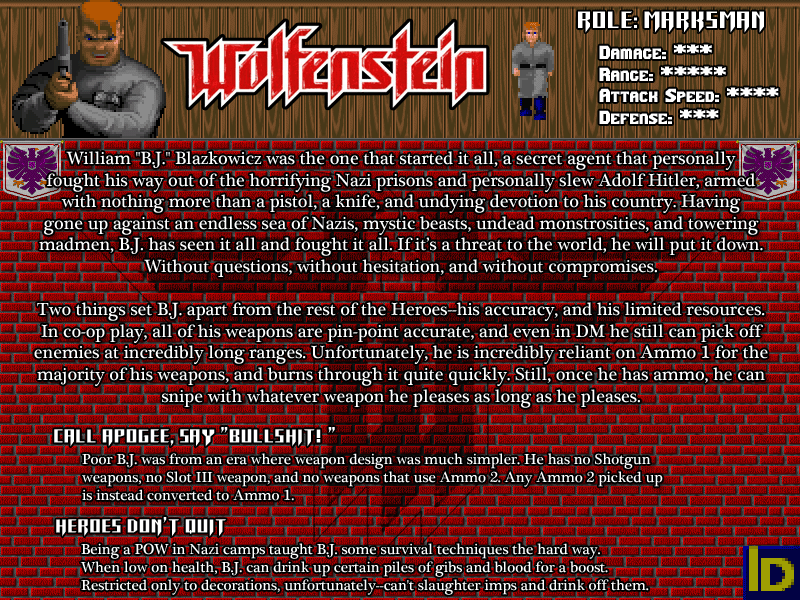 Wolfenstein
ROLE: MARKSMAN
DAMAGE: ***
RANGE: *****
ATTACK SPEED: ****
DEFENSE: ***
William "B.J." Blazkowicz was the one that started it all, a secret agent that personally
fought his way out of the horrifying Nazi prisons and personally slew Adolf Hitler, armed
with nothing more than a pistol, a knife, and undying devotion to his country. Having
gone up against an endless sea of Nazis, mystic beasts, undead monstrosities, and towering
madmen, B.J. has seen it all and fought it all. If it's a threat to the world, he will put it down.
Without questions, without hesitation, and without compromises.
Two things set B.J. apart from the rest of the Heroes--his accuracy, and his limited resources.
In co-op play, all of his weapons are pin-point accurate, and even in DM he still can pick off
enemies at incredibly long ranges. Unfortunately, he is incredibly reliant on Ammo 1 for the
majority of his weapons, and burns through it quite quickly. Still, once he has ammo, he can
snipe with whatever weapon he pleases as long as he pleases.
CALL APOGEE, SAY "BULLSHIT! "
Poor B.J. was from an era where weapon design was much simpler. He has no Shotgun
weapons, no Slot III weapon, and no weapons that use Ammo 2. Any Ammo 2 picked up
is instead converted to Ammo 1.
HEROES DON'T QUIT
Being a POW in Nazi camps taught B.J. some survival techniques the hard way.
When low on health, B.J. can drink up certain piles of gibs and blood for a boost.
Restricted only to decorations, unfortunately--can't slaughter imps and drink off them.
ID